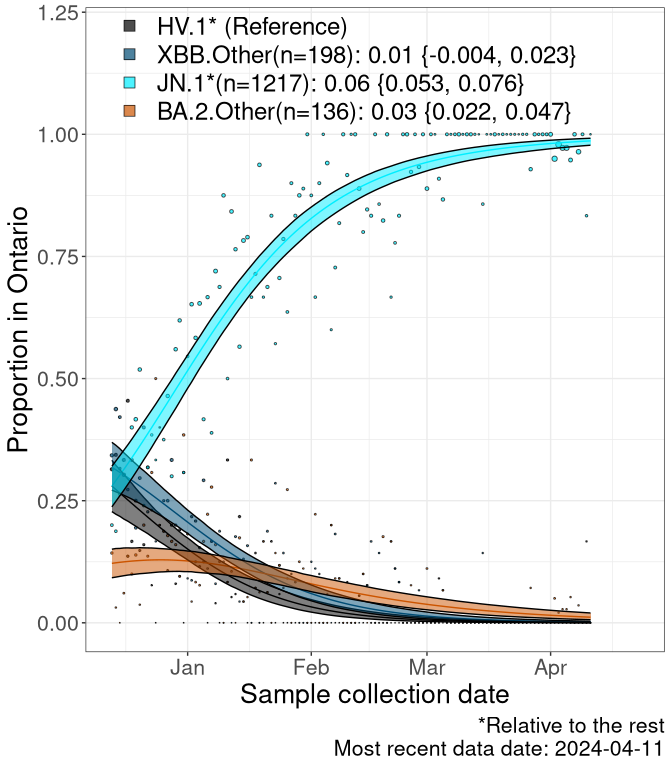 1.25
HV.1* (Reference)
XBB.Other(n=198): 0.01 {-0.004, 0.023}
JN.1*(n=1217): 0.06 {0.053, 0.076}
BA.2.Other(n=136): 0.03 {0.022, 0.047}
1.00
0.75
0.50
0.25
0.00
Proportion in Ontario
Jan Feb Mar Apr
Sample collection date
*Relative to the rest
Most recent data date: 2024-04-11